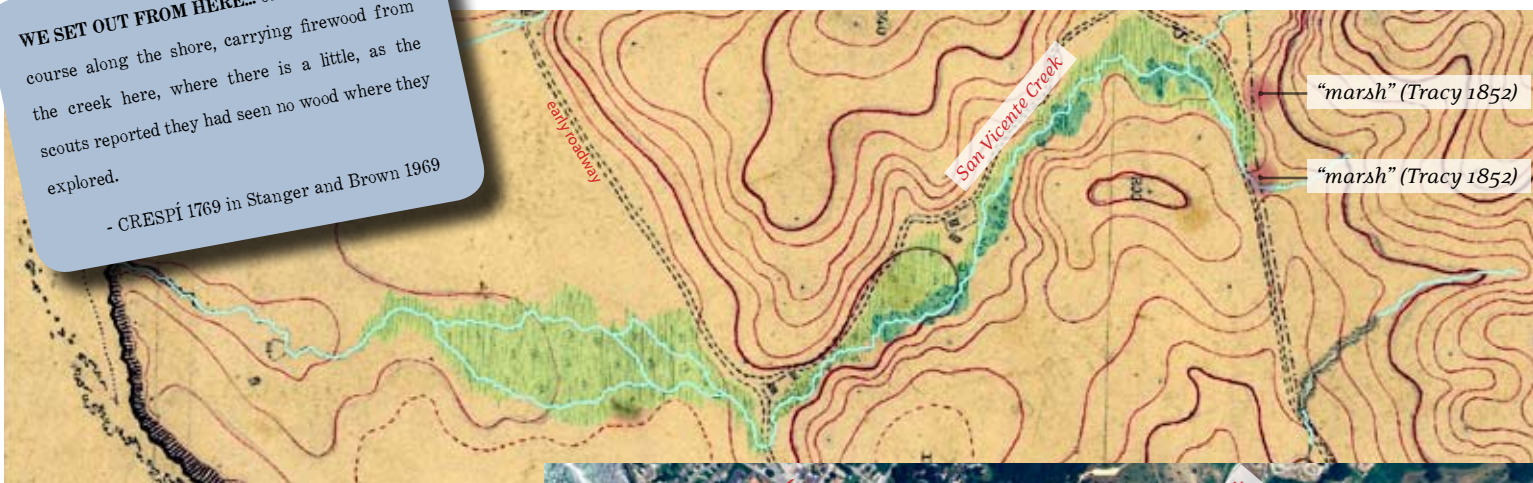 WE SET OUT FROM HERE...
course along the shore, carrying firewood from
the creek here, where there is a little, as the
scouts reported they had seen no wood where they
explored.
- CRESPÍ 1769 in Stanger and Brown 1969
early roadway
San Vicente Creek
“marsh” (Tracy 1852)
“marsh” (Tracy 1852)